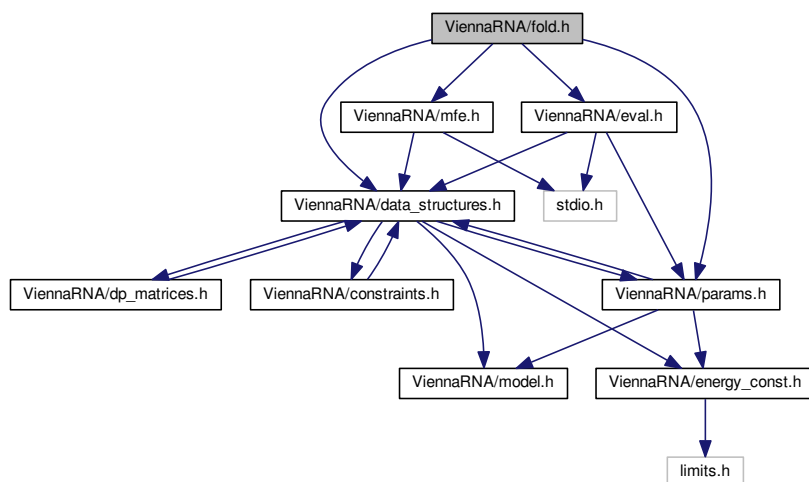 ViennaRNA/fold.h
ViennaRNA/mfe.h
ViennaRNA/eval.h
ViennaRNA/data_structures.h
stdio.h
ViennaRNA/dp_matrices.h
ViennaRNA/constraints.h
ViennaRNA/params.h
ViennaRNA/model.h
ViennaRNA/energy_const.h
limits.h